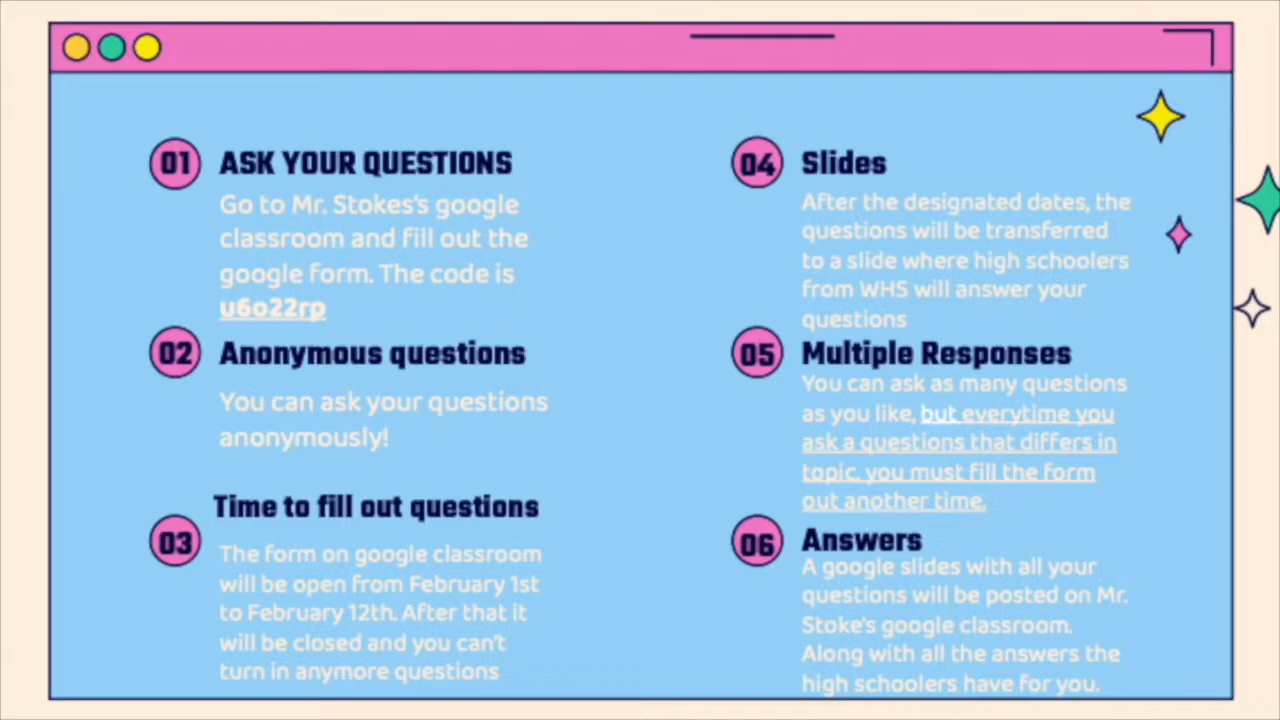 01
ASK YOUR QUESTIONS
Go to Mr. Stokes's google
classroom and fill out the
google form. The code is
u6o22rp
02
Anonymous questions
You can ask your questions
anonymously!
Time to fill out questions
03
The form on google classroom
will be open from February 1st
to February 12th. After that it
will be closed and you can't
turn in anymore questions
04
Slides
After the designated dates, the
questions will be transferred
to a slide where high schoolers
from WHS will answer your
questions
05
Multiple Responses
You can ask as many questions
as you like, but everytime you
ask a questions that differs in
topic, you must fill the form
out another time.
06
Answers
A google slides with all your
questions will be posted on Mr.
Stoke's google classroom.
Along with all the answers the
high schoolers have for you.